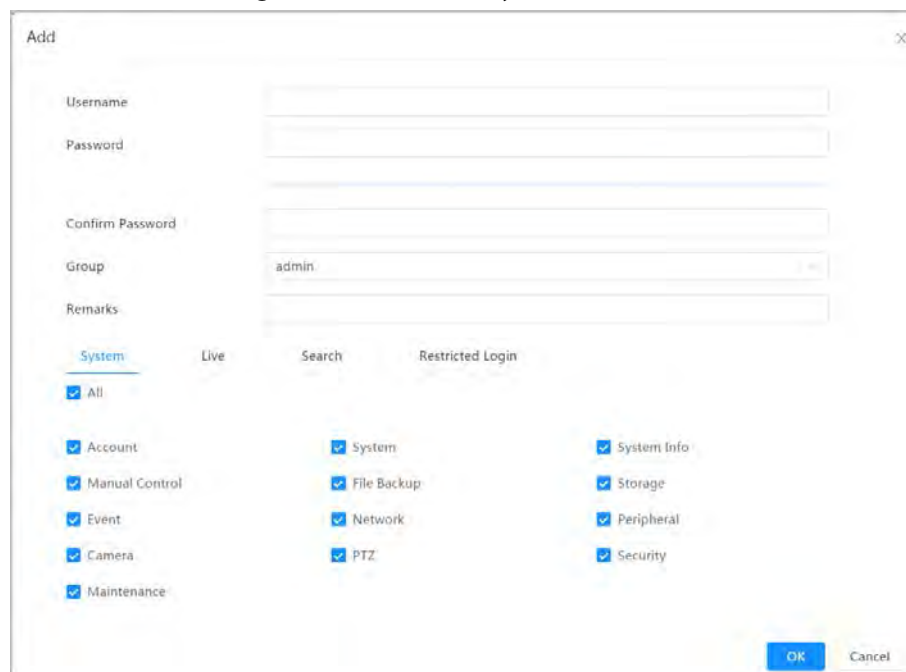 Add
Username
Password
Confirm Password
Group admin
Remarks
System Live Search Restricted Login
All
Account System System Info
Manual Control File Backup Storage
Event Network Peripheral
Camera PTZ Security
Maintenance
OK Cancel